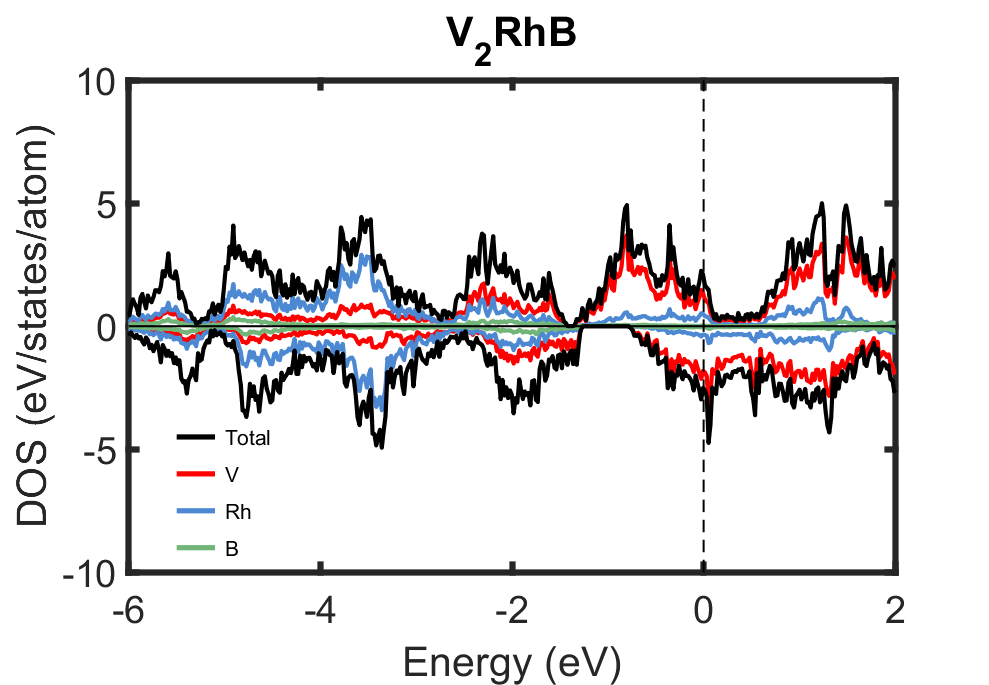 V₂RhB
10
5
0
-5
-10
DOS (eV/states/atom)
Total
V
Rh
B
-6
-4
-2
0
2
Energy (eV)